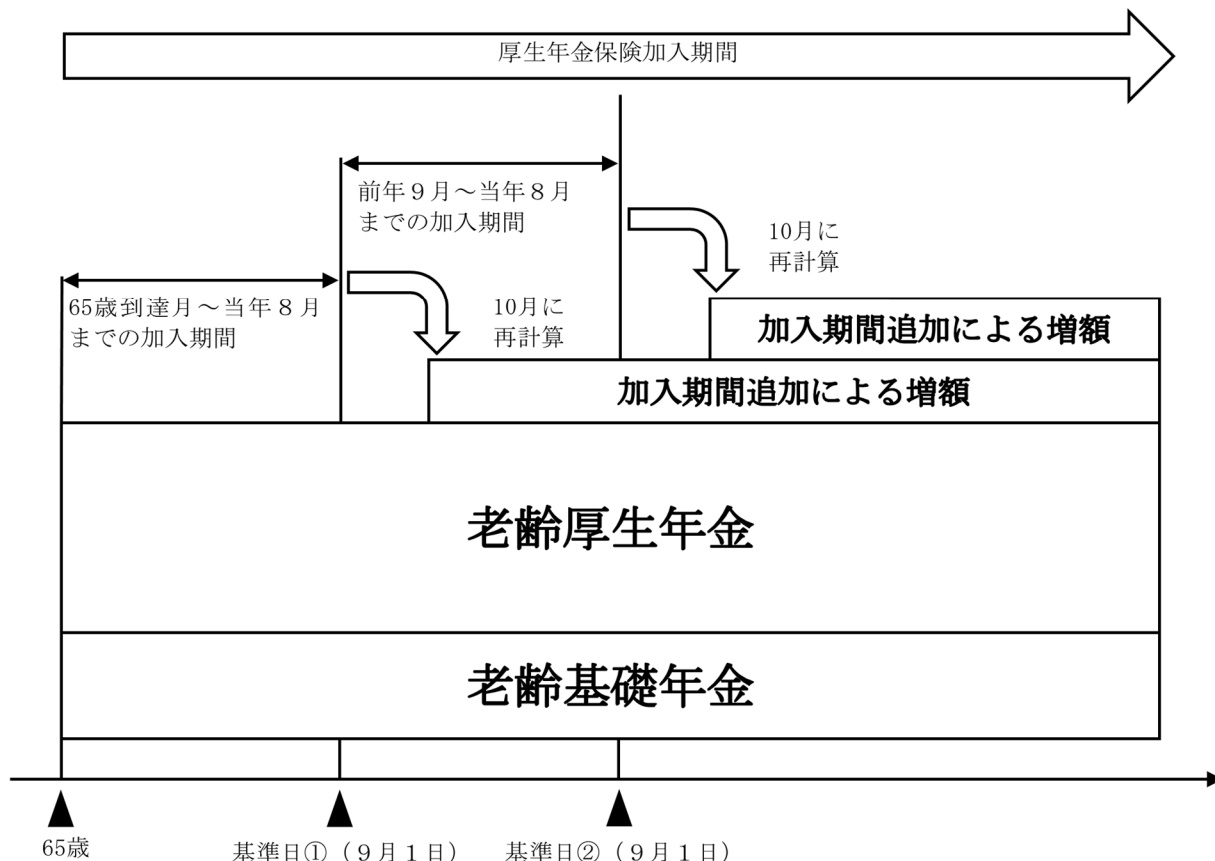 厚生年金保険加入期間
前年９月～当年８月
までの加入期間
10月に
再計算
65歳到達月～当年８月
までの加入期間
10月に
再計算
加入期間追加による増額
加入期間追加による増額
老齢厚生年金
老齢基礎年金
65歳
基準日①（９月１日）
基準日②（９月１日）